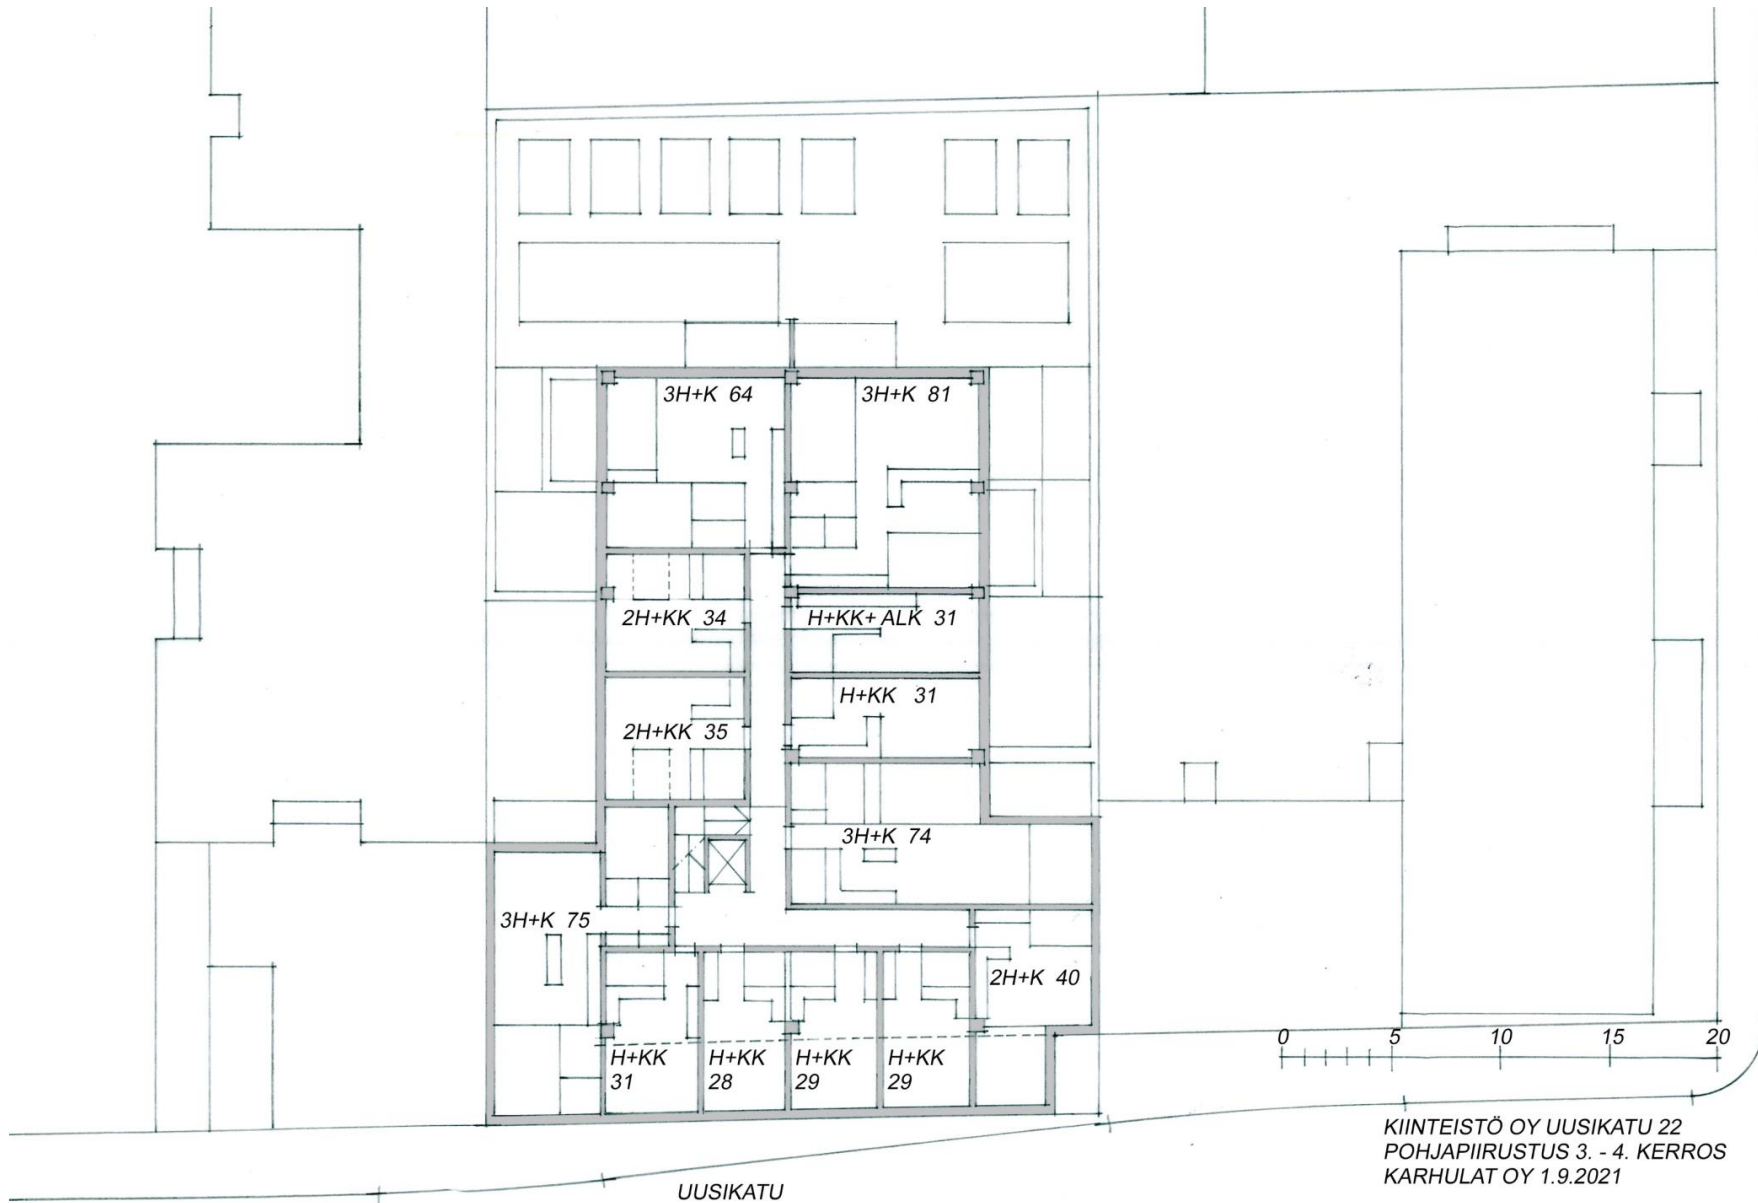 3H+K 64
3H+K 81
2H+KK 34
H+KK+ALK 31
H+KK 31
2H+KK 35
3H+K 74
3H+K 75
2H+K 40
H+KK
31
H+KK
28
H+KK
29
H+KK
29
0 5 10 15 20
KIINTEISTÖ OY UUSIKATU 22
POHJAPIIRUSTUS 3. - 4. KERROS
KARHULAT OY 1.9.2021
UUSIKATU